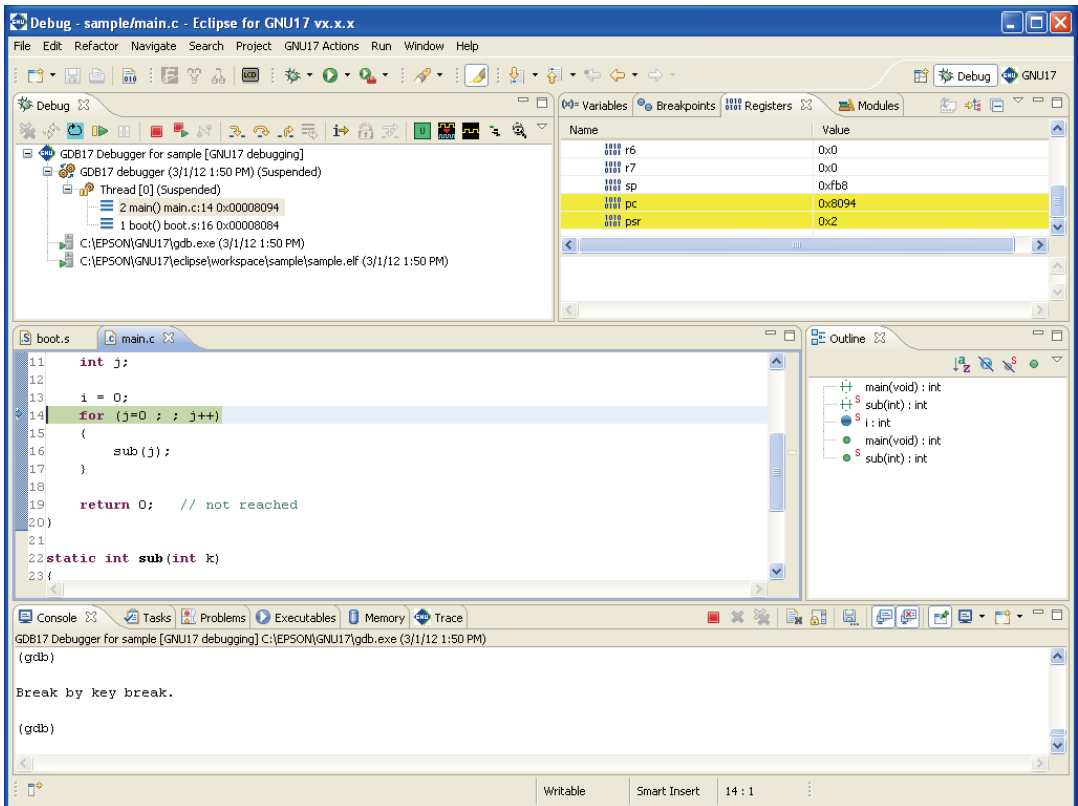 Debug - sample/main.c - Eclipse for GNU17 vx.x.x
File Edit Refactor Navigate Search Project GNU17 Actions Run Window Help
Debug GNU17
Debug
GDB17 Debugger for sample [GNU17 debugging]
GDB17 debugger (3/1/12 1:50 PM) (Suspended)
Thread [0] (Suspended)
2 main() main.c:14 0x00008094
1 boot() boot.s:16 0x00008084
C:\EPSON\GNU17\gdb.exe (3/1/12 1:50 PM)
C:\EPSON\GNU17\eclipse\workspace\sample\sample.elf (3/1/12 1:50 PM)
(x)= Variables Breakpoints Registers Modules
Name Value
r6 0x0
r7 0x0
sp 0xfb8
pc 0x8094
psr 0x2
boot.s main.c
11 int j;
12
13 i = 0;
14 for (j=0 ; ; j++)
15 {
16 sub(j);
17 }
18
19 return 0; // not reached
20 }
21
22 static int sub(int k)
23 {
Outline
main(void) : int
S sub(int) : int
S i : int
main(void) : int
S sub(int) : int
Console Tasks Problems Executables Memory Trace
GDB17 Debugger for sample [GNU17 debugging] C:\EPSON\GNU17\gdb.exe (3/1/12 1:50 PM)
(gdb)
Break by key break.
(gdb)
Writable Smart Insert 14 : 1